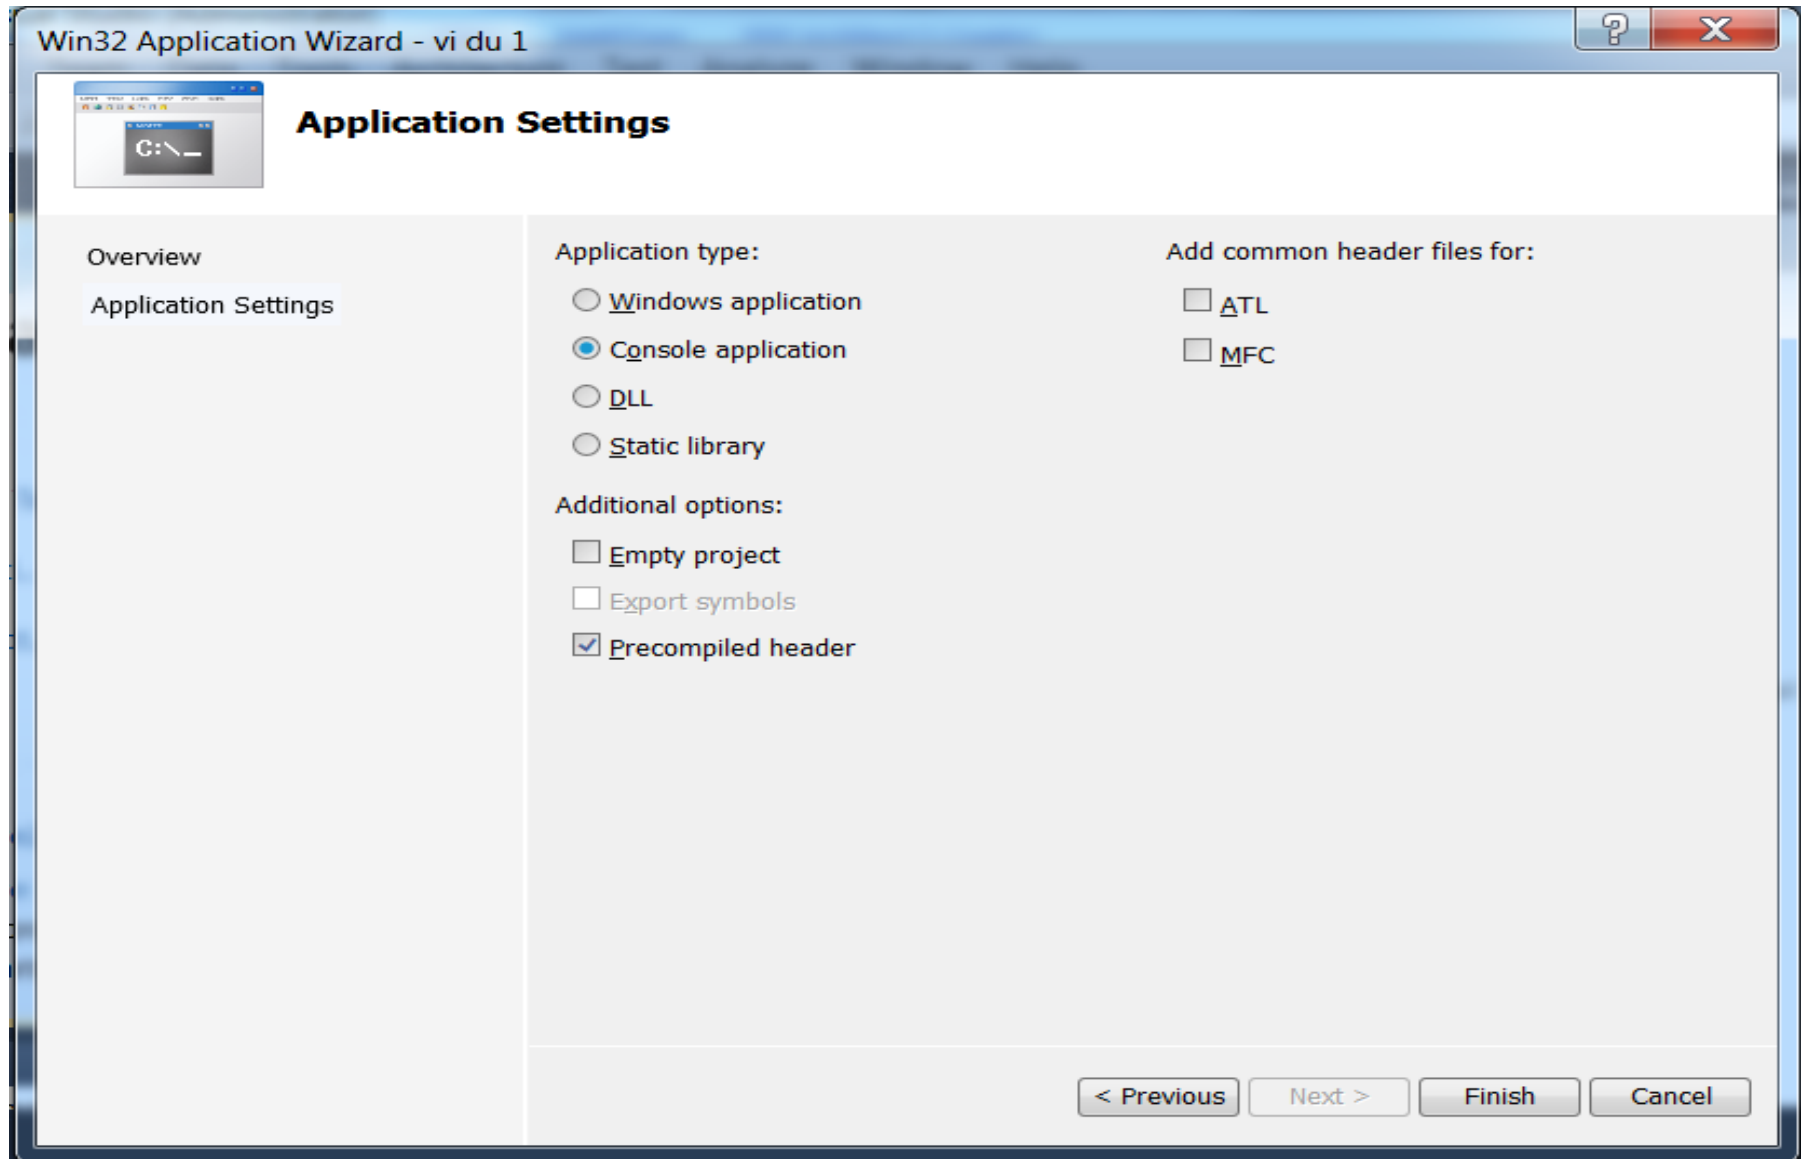 Win32 Application Wizard - vi du 1
C:\_
Application Settings
Overview
Application Settings
Application type:
Windows application
Console application
DLL
Static library
Additional options:
Empty project
Export symbols
Precompiled header
Add common header files for:
ATL
MFC
< Previous
Next >
Finish
Cancel